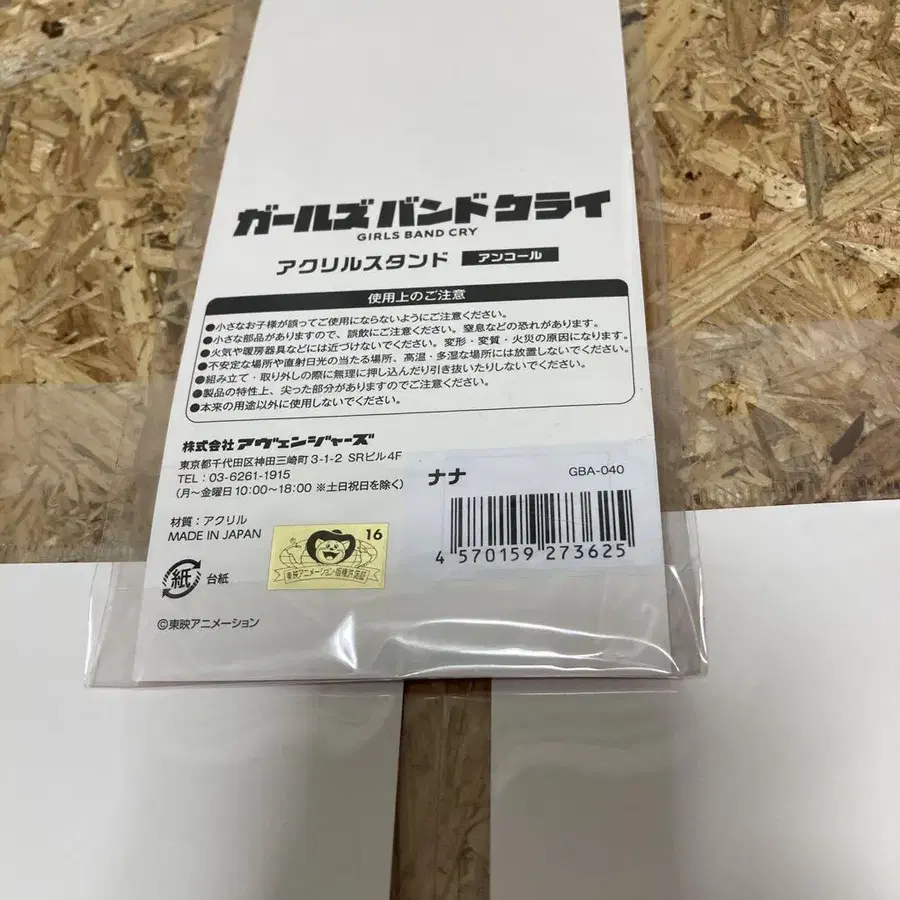 ガールズバンドクライ
GIRLS BAND CRY
アクリルスタンド アンコール
使用上のご注意
●小さなお子様が誤ってご使用にならないようにご注意ください。
●小さな部品がありますので、誤飲にご注意ください。窒息などの恐れがあります。
●火気や暖房器具などには近づけないでください。変形・変質・火災の原因になります。
●不安定な場所や直射日光の当たる場所、高温・多湿な場所には放置しないでください。
●組み立て・取り外しの際に無理に押し込んだり引き抜いたりしないでください。
●製品の特性上、尖った部分がありますのでご注意ください。
●本来の用途以外に使用しないでください。
株式会社アヴェンジャーズ
東京都千代田区神田三崎町 3-1-2 SRビル4F
TEL：03-6261-1915
（月〜金曜日 10:00〜18:00 ※土日祝日を除く）
材質：アクリル
MADE IN JAPAN
紙 台紙
16
東映アニメーション・版権許諾証
©東映アニメーション
ナナ GBA-040
4 570159 273625